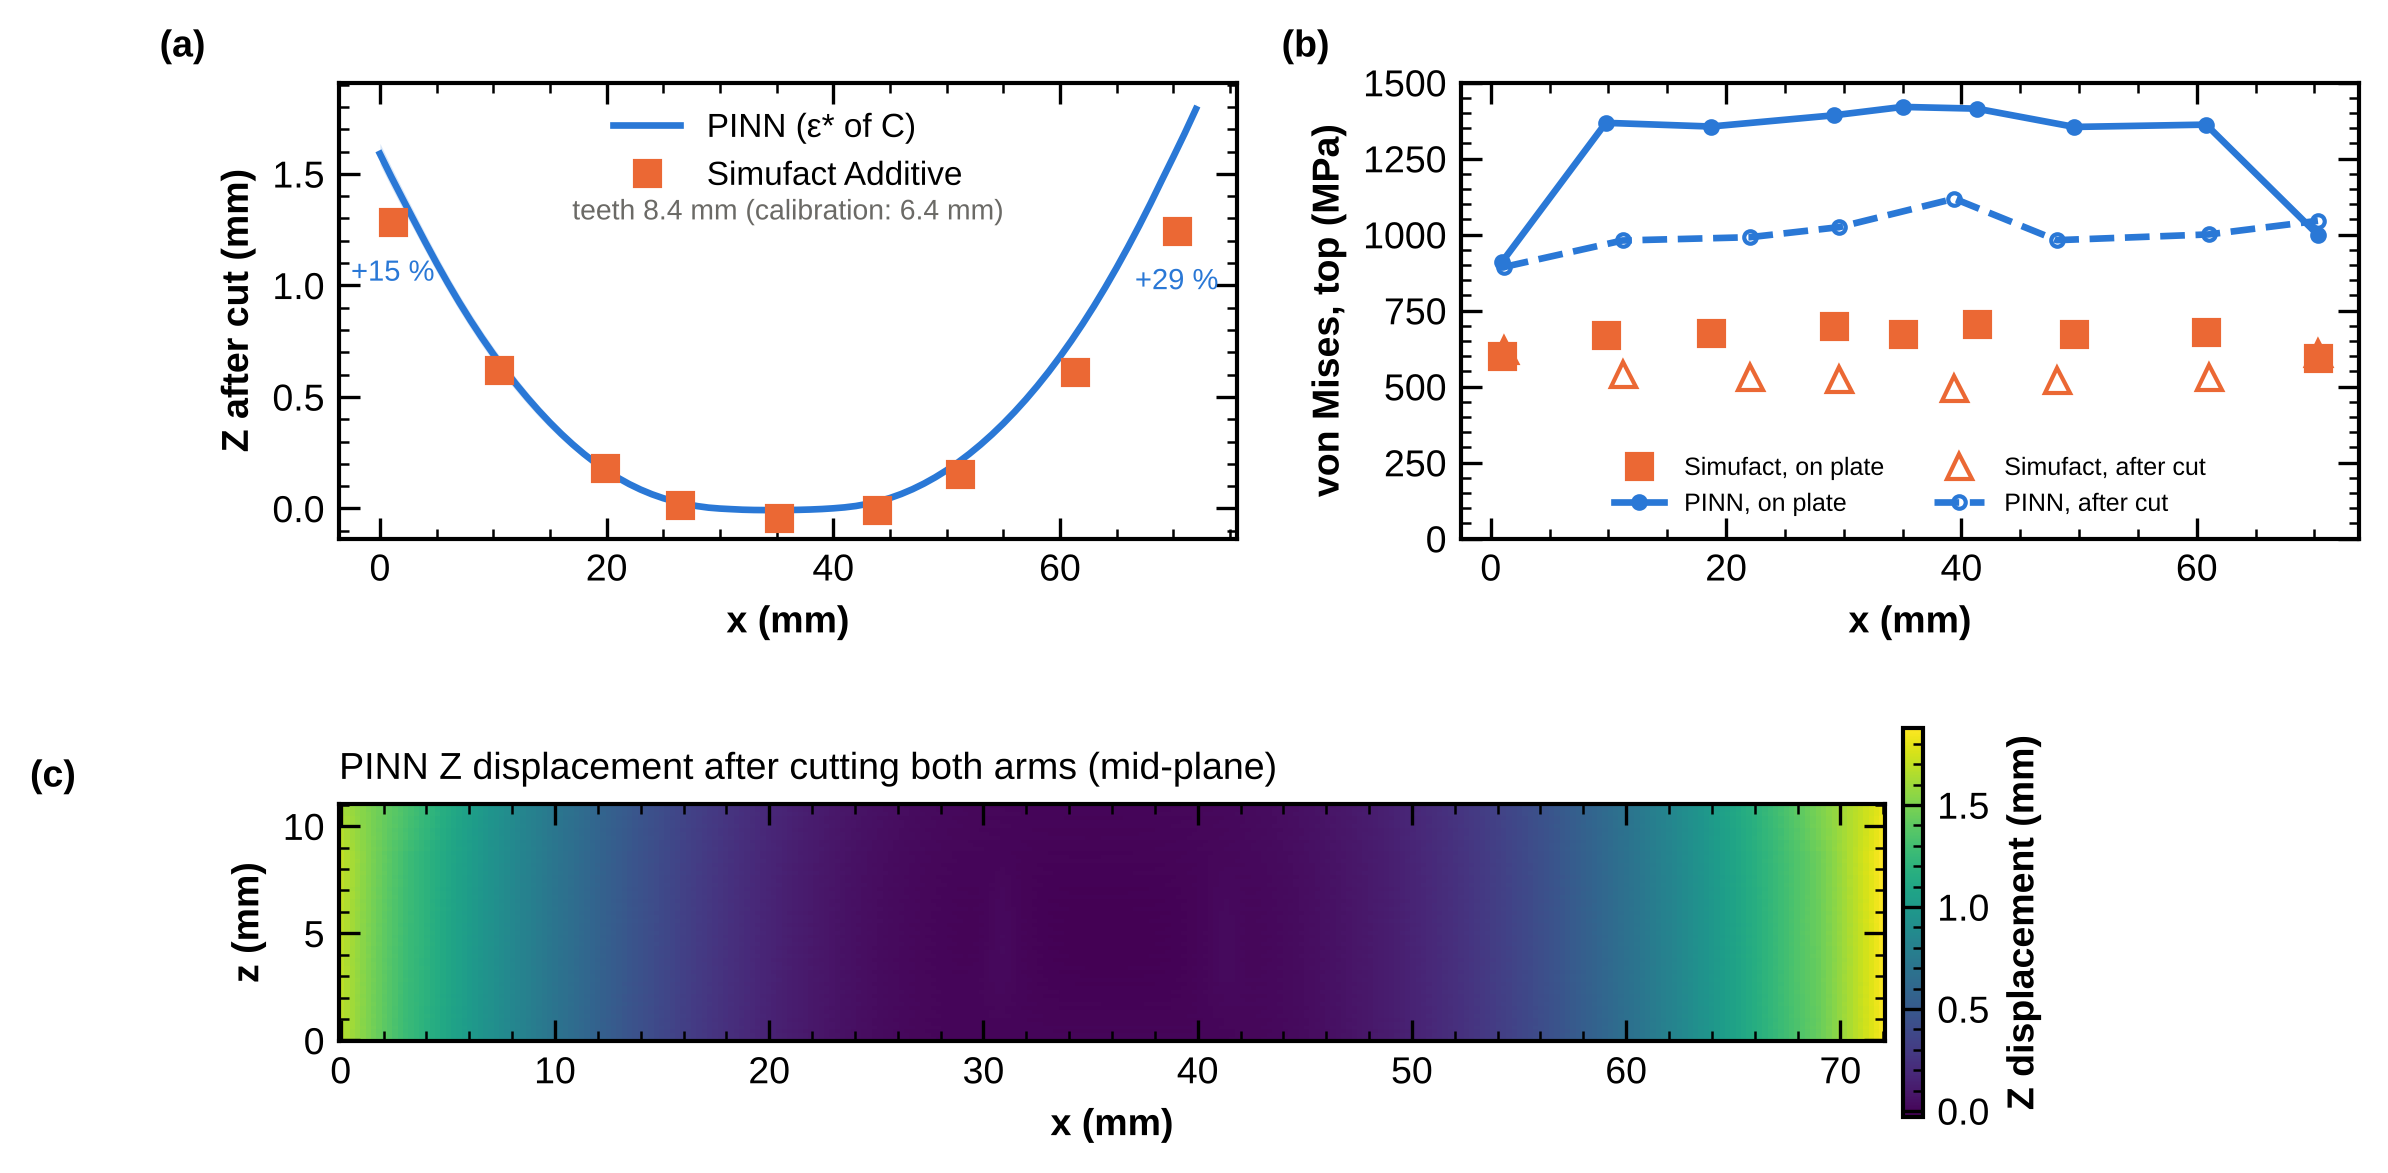 (a)
Z after cut (mm)
1.5
1.0
0.5
0.0
0 20 40 60
x (mm)
PINN (ε* of C)
Simufact Additive
teeth 8.4 mm (calibration: 6.4 mm)
+15 %
+29 %
(b)
von Mises, top (MPa)
1500
1250
1000
750
500
250
0
0 20 40 60
x (mm)
Simufact, on plate
PINN, on plate
Simufact, after cut
PINN, after cut
(c)
PINN Z displacement after cutting both arms (mid-plane)
z (mm)
10
5
0
0 10 20 30 40 50 60 70
x (mm)
1.5
1.0
0.5
0.0
Z displacement (mm)